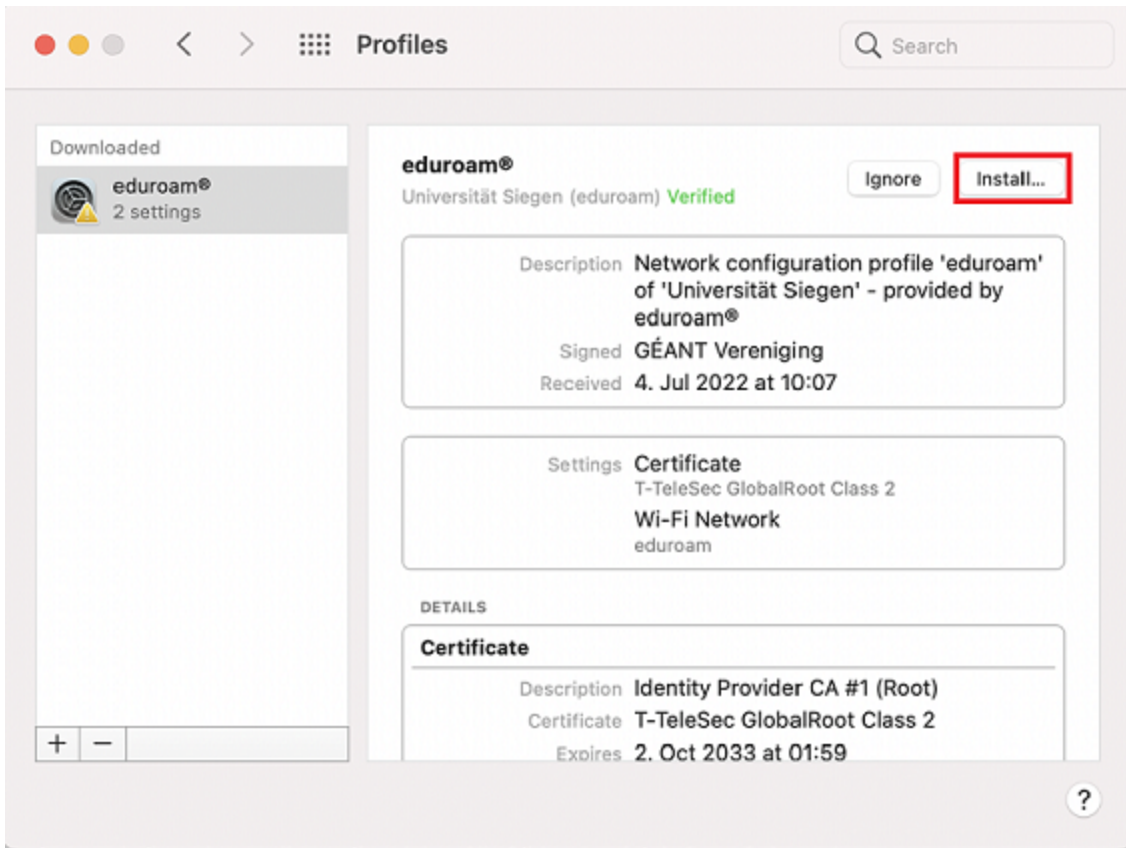 Profiles
Search
Downloaded
eduroam®
2 settings
eduroam®
Universität Siegen (eduroam) Verified
Ignore
Install...
Description Network configuration profile 'eduroam'
of 'Universität Siegen' - provided by
eduroam®
Signed GÉANT Vereniging
Received 4. Jul 2022 at 10:07
Settings Certificate
T-TeleSec GlobalRoot Class 2
Wi-Fi Network
eduroam
DETAILS
Certificate
Description Identity Provider CA #1 (Root)
Certificate T-TeleSec GlobalRoot Class 2
Expires 2. Oct 2033 at 01:59
+ −
?